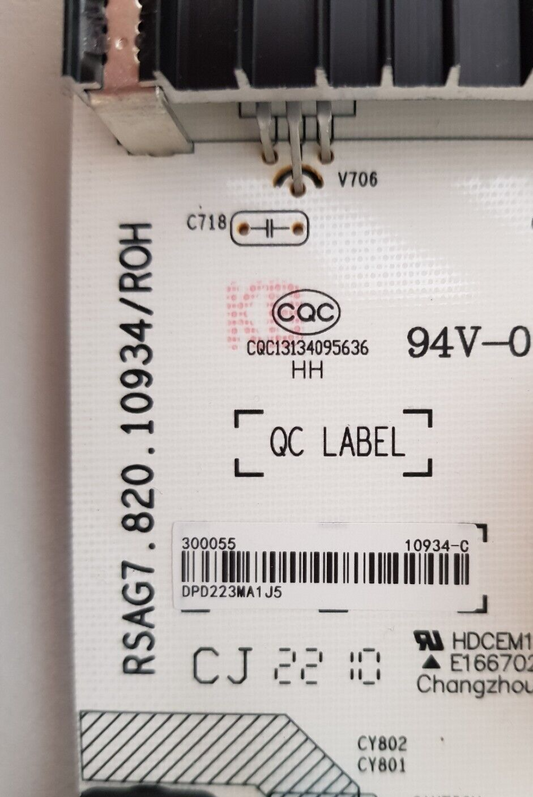 V706
C718
RSAG7.820.10934/ROH
KB
CQC
CQC13134095636
HH
94V-0
QC LABEL
300055 10934-C
DPD223MA1J5
CJ 22 10
HDCEM1
E166702
Changzhou
CY802
CY801